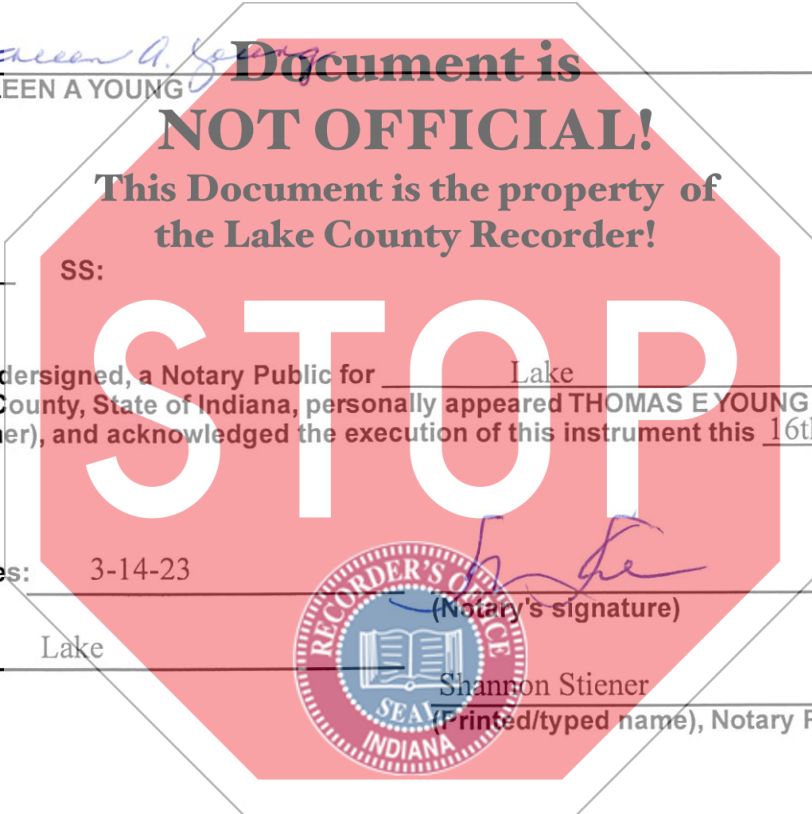 A. Young
Document is
EEN A YOUNG
NOT OFFICIAL!
This Document is the property of
the Lake County Recorder!
SS:
STOP
dersigned, a Notary Public for Lake
County, State of Indiana, personally appeared THOMAS E YOUNG
er), and acknowledged the execution of this instrument this 16th
es: 3-14-23
(Notary's signature)
Lake
Shannon Stiener
(Printed/typed name), Notary P
RECORDER'S OFFICE
SEAL
INDIANA